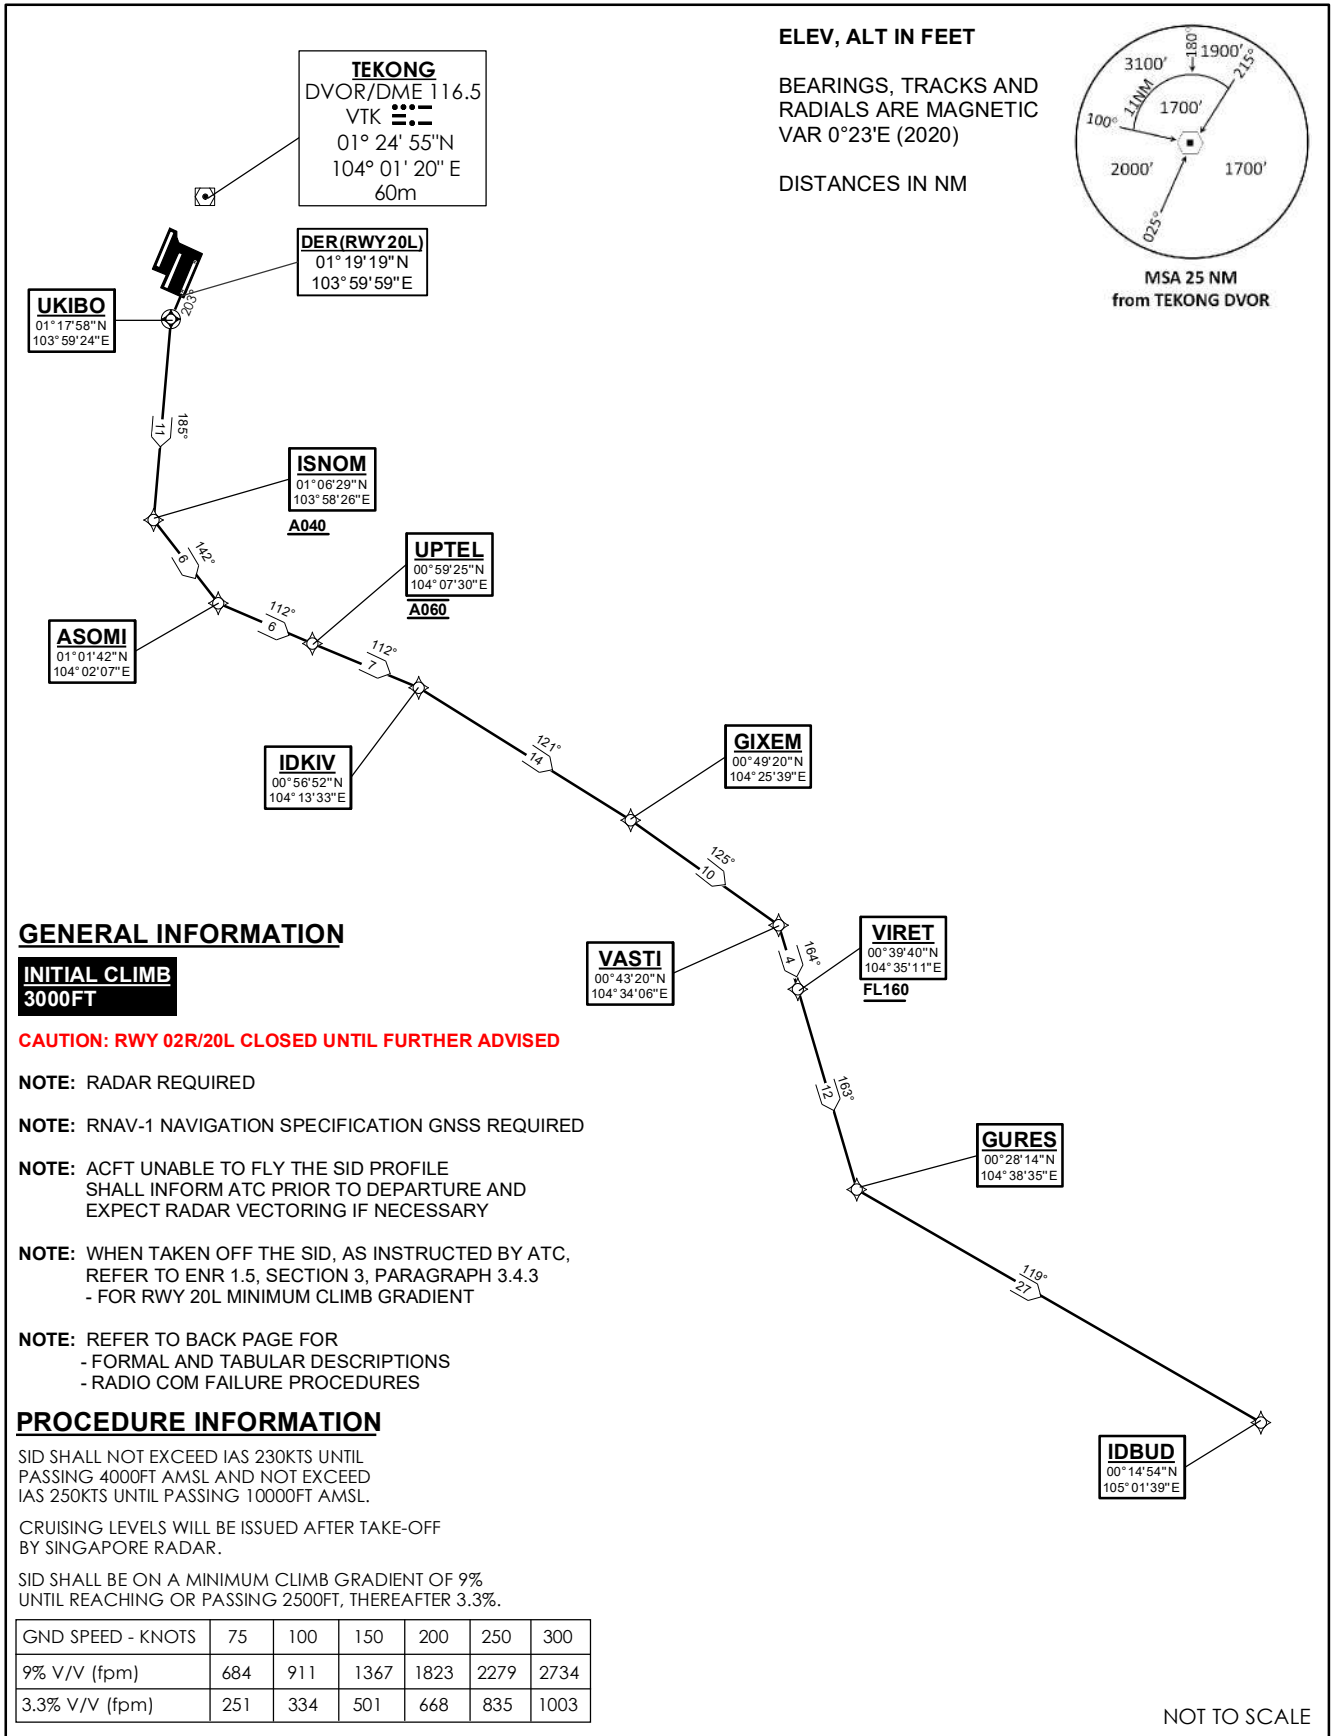 ELEV, ALT IN FEET
BEARINGS, TRACKS AND
RADIALS ARE MAGNETIC
VAR 0°23'E (2020)
DISTANCES IN NM
3100'
180°
1900'
215°
11NM
1700'
100°
2000'
1700'
025°
MSA 25 NM
from TEKONG DVOR
TEKONG
DVOR/DME 116.5
VTK
01° 24' 55"N
104° 01' 20" E
60m
DER(RWY20L)
01°19'19"N
103°59'59"E
203°
UKIBO
01°17'58"N
103°59'24"E
185°
11
ISNOM
01°06'29"N
103°58'26"E
A040
142°
6
UPTEL
00°59'25"N
104°07'30"E
A060
ASOMI
01°01'42"N
104°02'07"E
112°
6
112°
7
IDKIV
00°56'52"N
104°13'33"E
121°
14
GIXEM
00°49'20"N
104°25'39"E
125°
10
VASTI
00°43'20"N
104°34'06"E
164°
4
VIRET
00°39'40"N
104°35'11"E
FL160
163°
12
GURES
00°28'14"N
104°38'35"E
119°
27
IDBUD
00°14'54"N
105°01'39"E
GENERAL INFORMATION
INITIAL CLIMB
3000FT
CAUTION: RWY 02R/20L CLOSED UNTIL FURTHER ADVISED
NOTE: RADAR REQUIRED
NOTE: RNAV-1 NAVIGATION SPECIFICATION GNSS REQUIRED
NOTE: ACFT UNABLE TO FLY THE SID PROFILE
SHALL INFORM ATC PRIOR TO DEPARTURE AND
EXPECT RADAR VECTORING IF NECESSARY
NOTE: WHEN TAKEN OFF THE SID, AS INSTRUCTED BY ATC,
REFER TO ENR 1.5, SECTION 3, PARAGRAPH 3.4.3
- FOR RWY 20L MINIMUM CLIMB GRADIENT
NOTE: REFER TO BACK PAGE FOR
- FORMAL AND TABULAR DESCRIPTIONS
- RADIO COM FAILURE PROCEDURES
PROCEDURE INFORMATION
SID SHALL NOT EXCEED IAS 230KTS UNTIL
PASSING 4000FT AMSL AND NOT EXCEED
IAS 250KTS UNTIL PASSING 10000FT AMSL.
CRUISING LEVELS WILL BE ISSUED AFTER TAKE-OFF
BY SINGAPORE RADAR.
SID SHALL BE ON A MINIMUM CLIMB GRADIENT OF 9%
UNTIL REACHING OR PASSING 2500FT, THEREAFTER 3.3%.
GND SPEED - KNOTS 75 100 150 200 250 300
9% V/V (fpm) 684 911 1367 1823 2279 2734
3.3% V/V (fpm) 251 334 501 668 835 1003
NOT TO SCALE